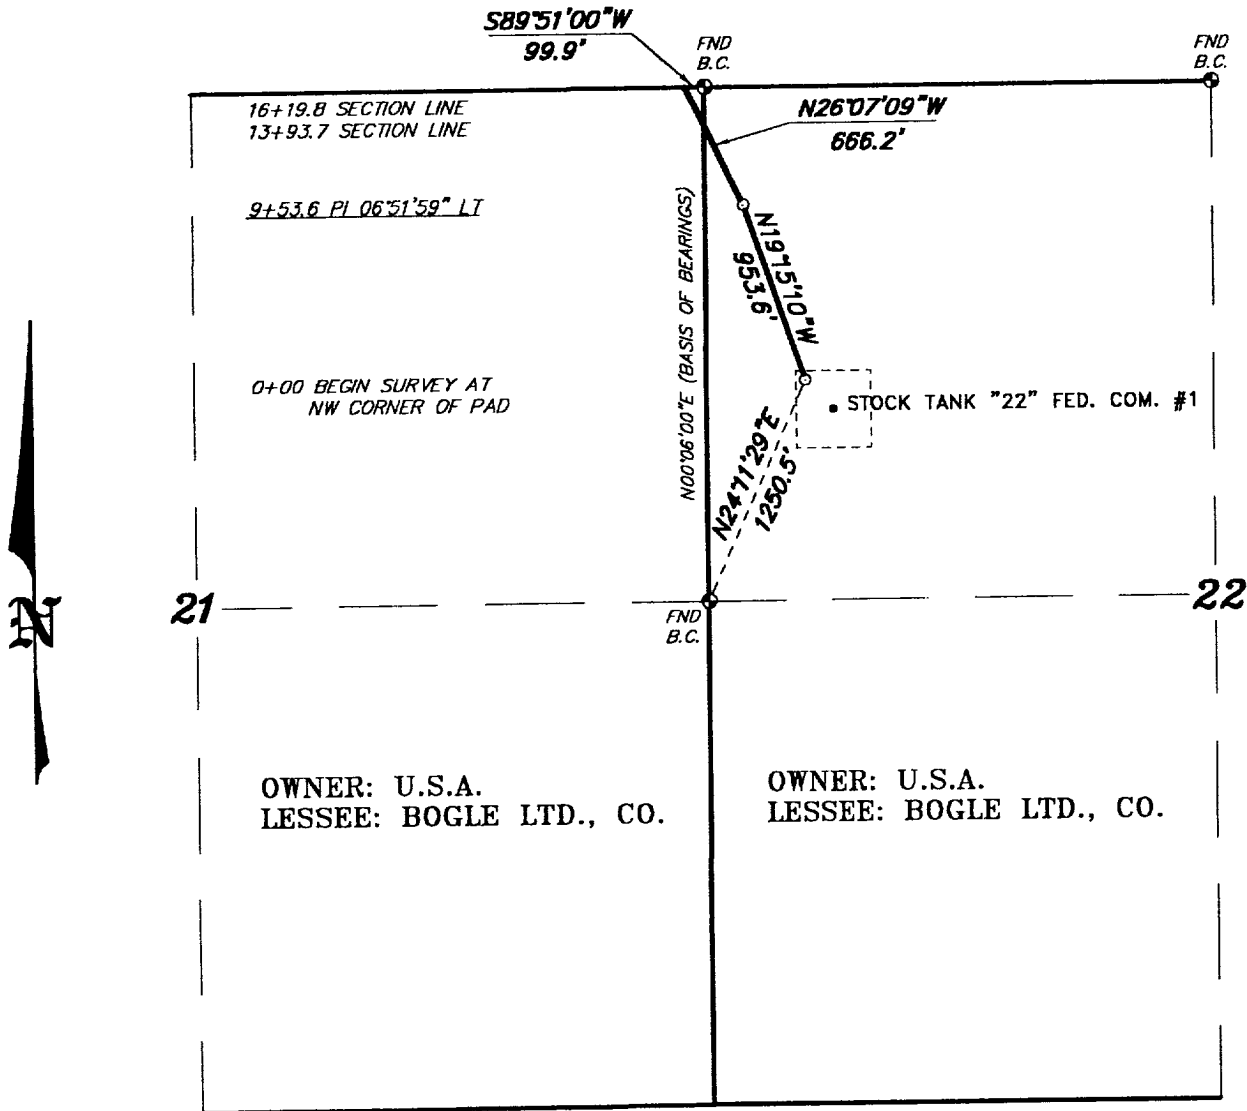 S89°51'00"W
99.9'
FND
B.C.
FND
B.C.
16+19.8 SECTION LINE
13+93.7 SECTION LINE
N26°07'09"W
666.2'
9+53.6 PI 06°51'59" LT
N19°15'10"W
953.6'
N00°06'00"E (BASIS OF BEARINGS)
0+00 BEGIN SURVEY AT
NW CORNER OF PAD
STOCK TANK "22" FED. COM. #1
N24°11'29"E
1250.5'
N
21
22
FND
B.C.
OWNER: U.S.A.
LESSEE: BOGLE LTD., CO.
OWNER: U.S.A.
LESSEE: BOGLE LTD., CO.